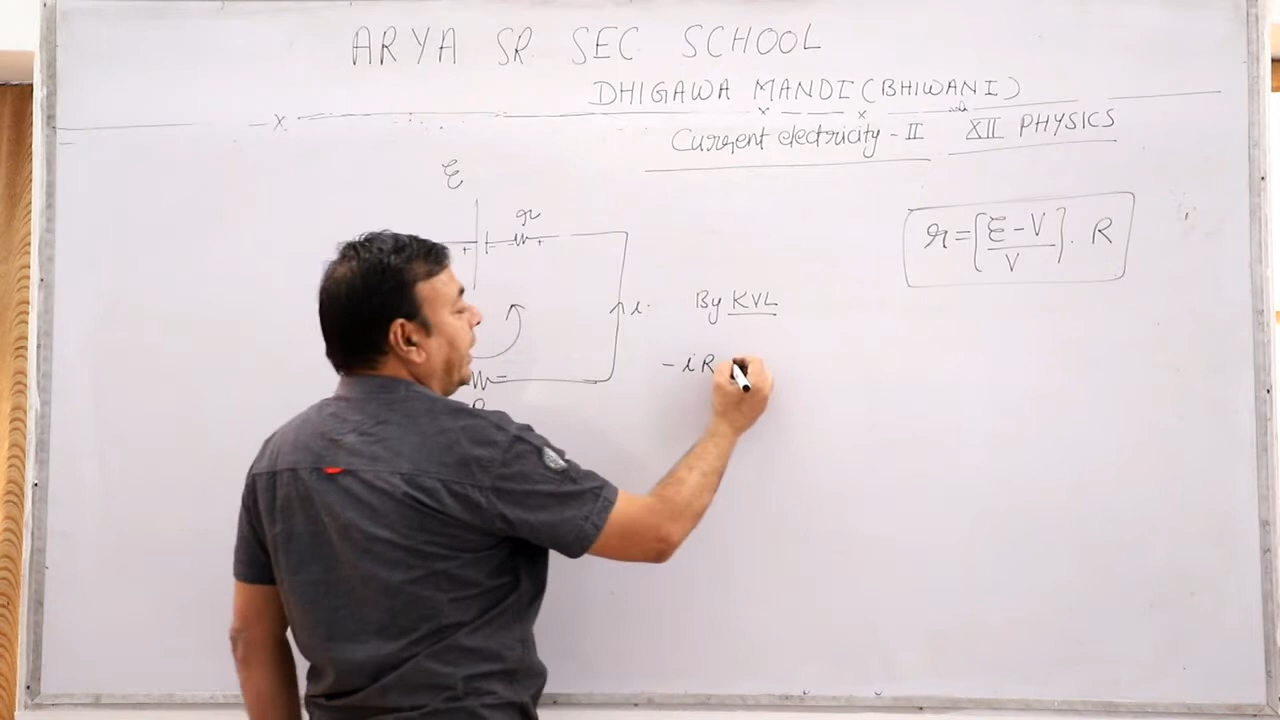 ARYA SR SEC SCHOOL
DHIGAWA MANDI (BHIWANI)
Current electricity - II XII PHYSICS
ℰ
r
+ - - +
r = [ℰ - V / V] . R
i
By KVL
- i R
-
R